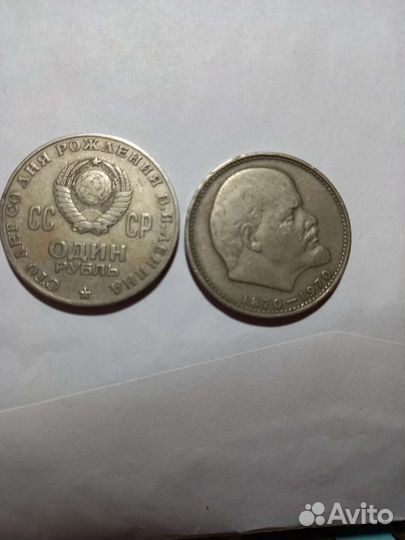 СТО ЛЕТ СО ДНЯ РОЖДЕНИЯ В.И.ЛЕНИНА
СС СР
ОДИН
РУБЛЬ
1870—1970
Avito